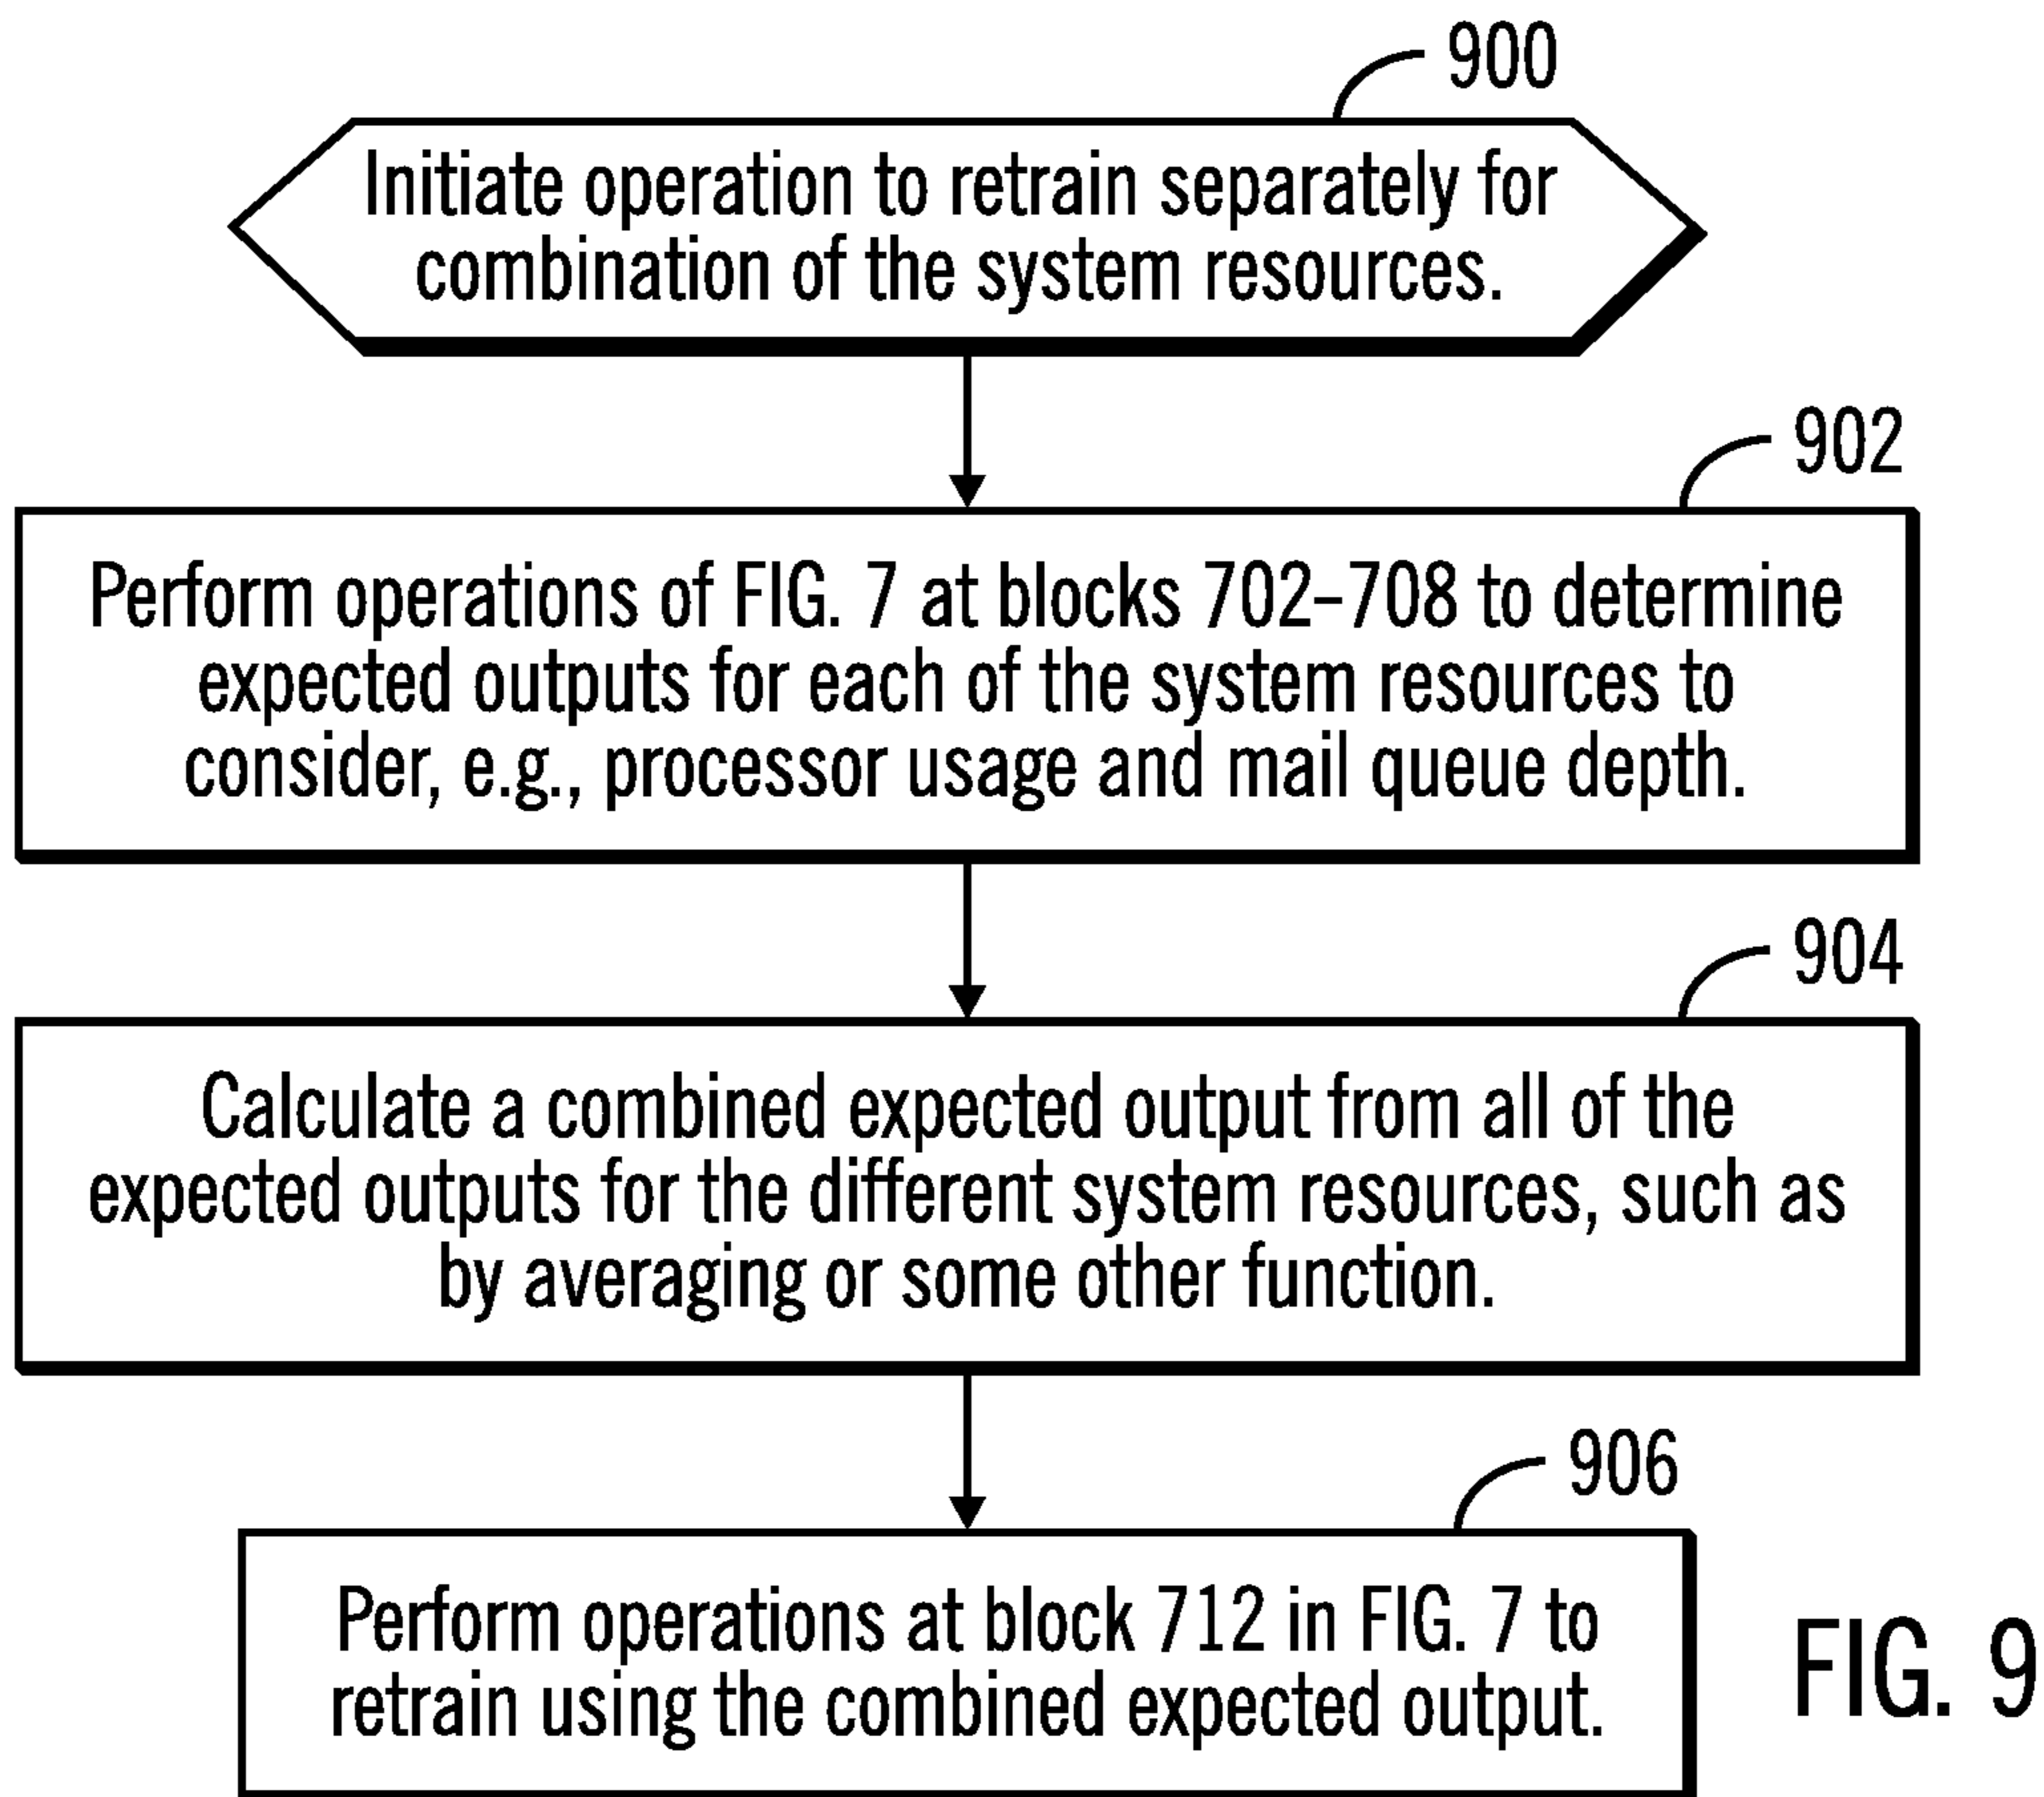 900
Initiate operation to retrain separately for
combination of the system resources.
902
Perform operations of FIG. 7 at blocks 702–708 to determine
expected outputs for each of the system resources to
consider, e.g., processor usage and mail queue depth.
904
Calculate a combined expected output from all of the
expected outputs for the different system resources, such as
by averaging or some other function.
906
Perform operations at block 712 in FIG. 7 to
retrain using the combined expected output.
FIG. 9